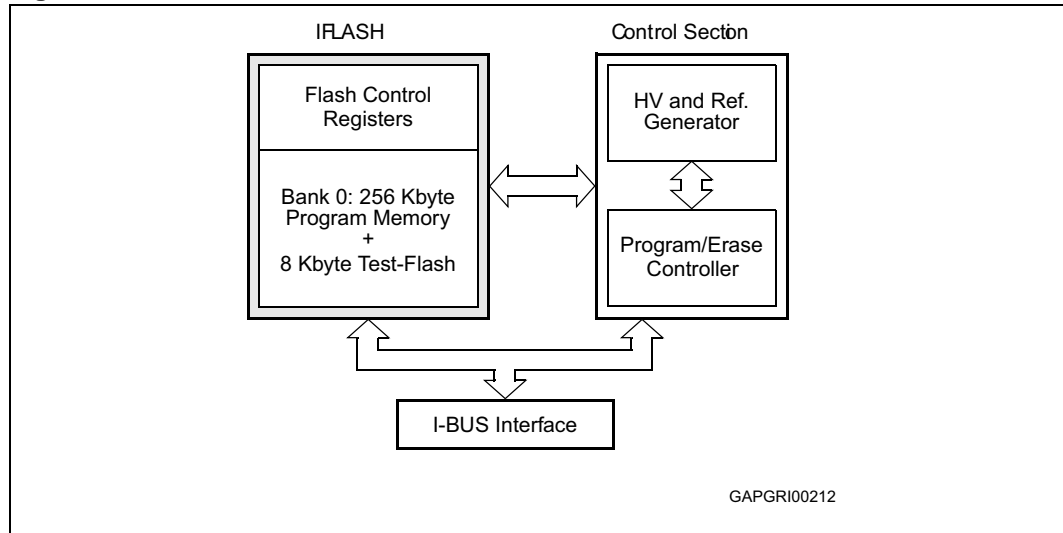 IFLASH
Control Section
Flash Control
Registers
Bank 0: 256 Kbyte
Program Memory
+
8 Kbyte Test-Flash
HV and Ref.
Generator
Program/Erase
Controller
I-BUS Interface
GAPGRI00212